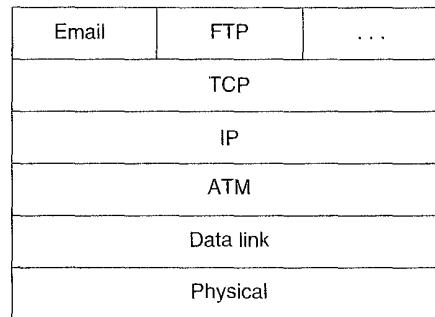 Email FTP ...
TCP
IP
ATM
Data link
Physical